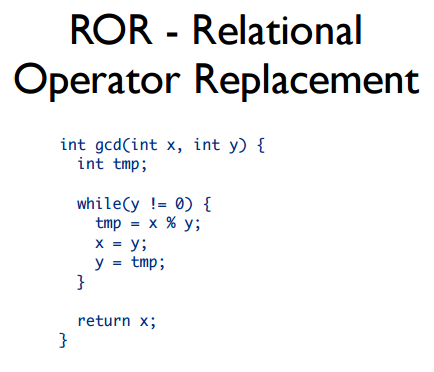 ROR - Relational
Operator Replacement
int gcd(int x, int y) {
int tmp;
while(y != 0) {
tmp = x % y;
x = y;
y = tmp;
}
return x;
}